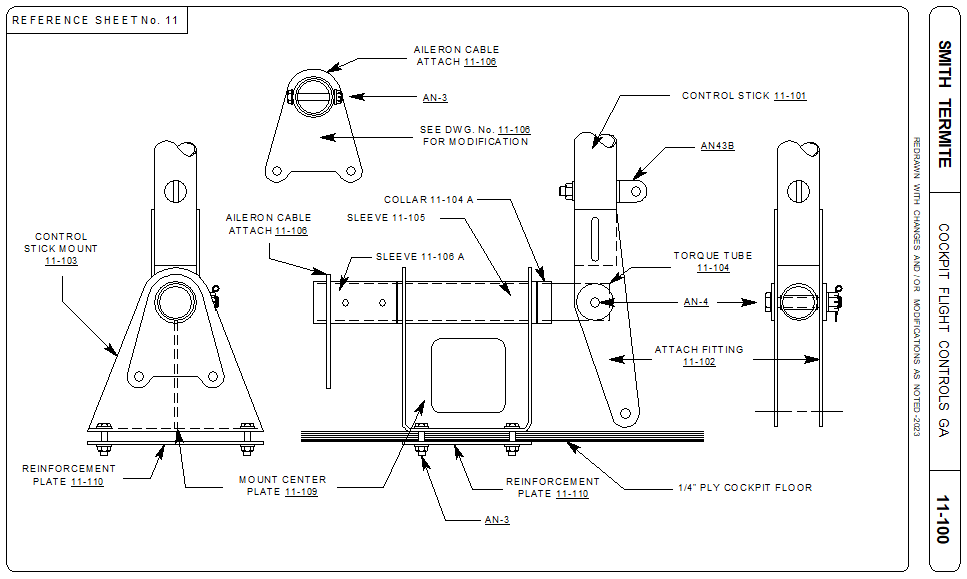 REFERENCE SHEET No. 11
AILERON CABLE
ATTACH 11-106
AN-3
SEE DWG. No. 11-106
FOR MODIFICATION
CONTROL STICK 11-101
AN43B
COLLAR 11-104 A
SLEEVE 11-105
AILERON CABLE
ATTACH 11-106
SLEEVE 11-106 A
CONTROL
STICK MOUNT
11-103
TORQUE TUBE
11-104
AN-4
ATTACH FITTING
11-102
REINFORCEMENT
PLATE 11-110
MOUNT CENTER
PLATE 11-109
REINFORCEMENT
PLATE 11-110
1/4" PLY COCKPIT FLOOR
AN-3
REDRAWN WITH CHANGES AND / OR MODIFICATIONS AS NOTED -2023
SMITH TERMITE
COCKPIT FLIGHT CONTROLS GA
11-100